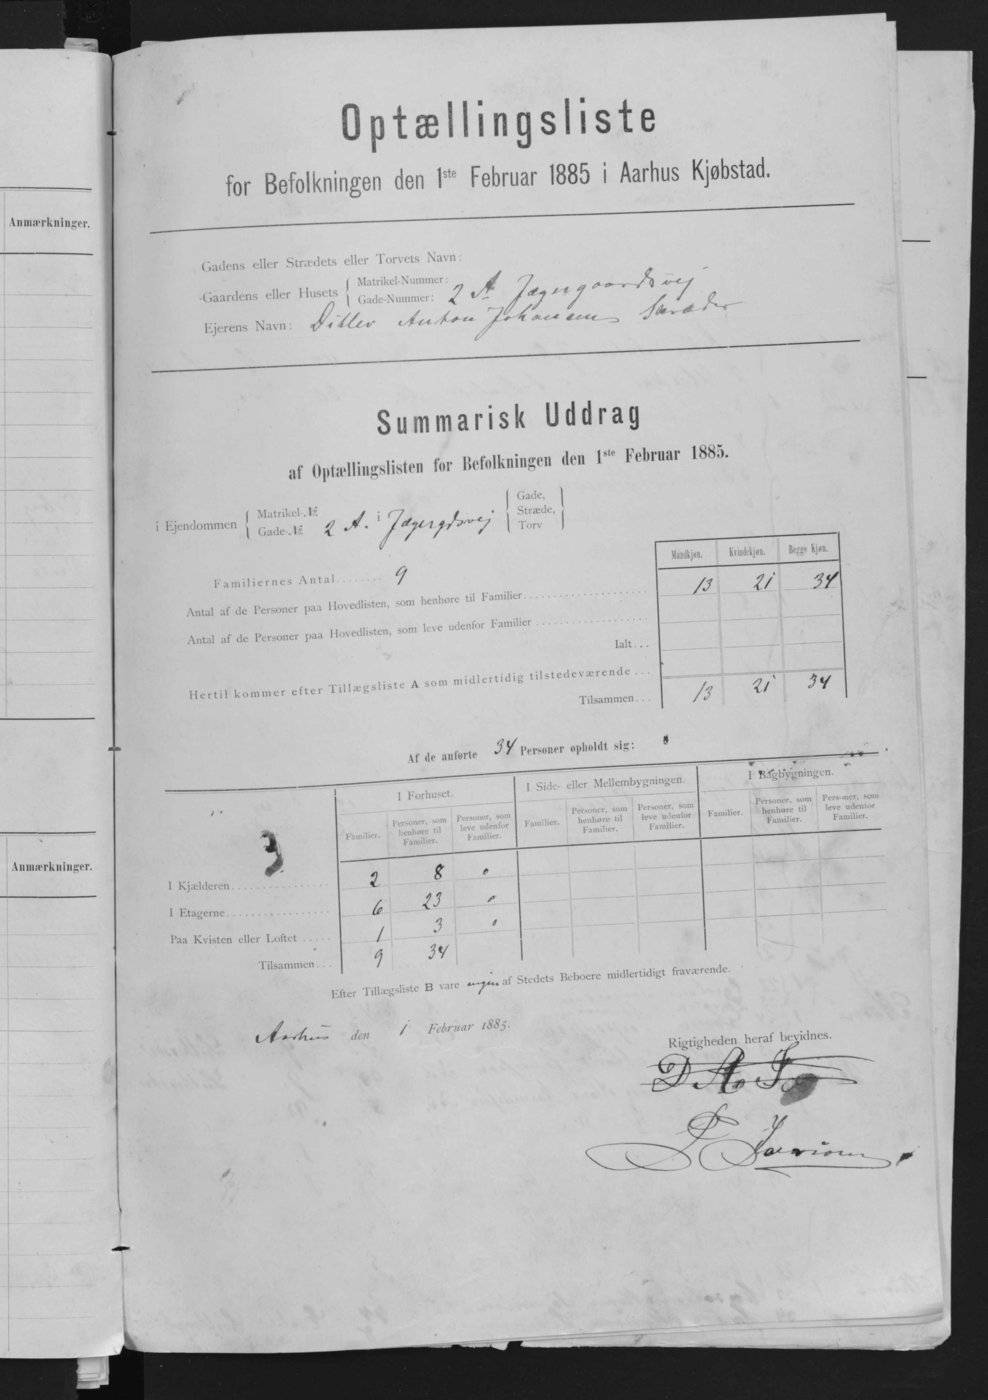 Anmærkninger.
Anmærkninger.
Optællingsliste
for Befolkningen den 1ste Februar 1885 i Aarhus Kjøbstad.
Gadens eller Strædets eller Torvets Navn:
Gaardens eller Husets { Matrikel-Nummer:
Gade-Nummer: 2 A Jægergaardsvej
Ejerens Navn: Ditlev Anton Johansen
Summarisk Uddrag
af Optællingslisten for Befolkningen den 1ste Februar 1885.
i Ejendommen { Matrikel-№
Gade-№ 2 A. i Jægergdsvej { Gade,
Stræde,
Torv }
Mandkjøn. Kvindekjøn. Begge Kjøn.
Familiernes Antal 9
Antal af de Personer paa Hovedlisten, som henhøre til Familier 13 21 34
Antal af de Personer paa Hovedlisten, som leve udenfor Familier
Ialt
Hertil kommer efter Tillægsliste A som midlertidig tilstedeværende
Tilsammen 13 21 34
Af de anførte 34 Personer opholdt sig:
I Forhuset. I Side- eller Mellembygningen. I Bagbygningen.
Familier. Personer, som henhøre til Familier. Personer, som leve udenfor Familier. Familier. Personer, som henhøre til Familier. Personer, som leve udenfor Familier. Familier. Personer, som henhøre til Familier. Personer, som leve udenfor Familier.
3
I Kjælderen 2 8 "
I Etagerne 6 23 "
Paa Kvisten eller Loftet 1 3 "
Tilsammen 9 34
Efter Tillægsliste B vare ingen af Stedets Beboere midlertidigt fraværende.
Aarhus den 1 Februar 1885.
Rigtigheden heraf bevidnes.
D A J